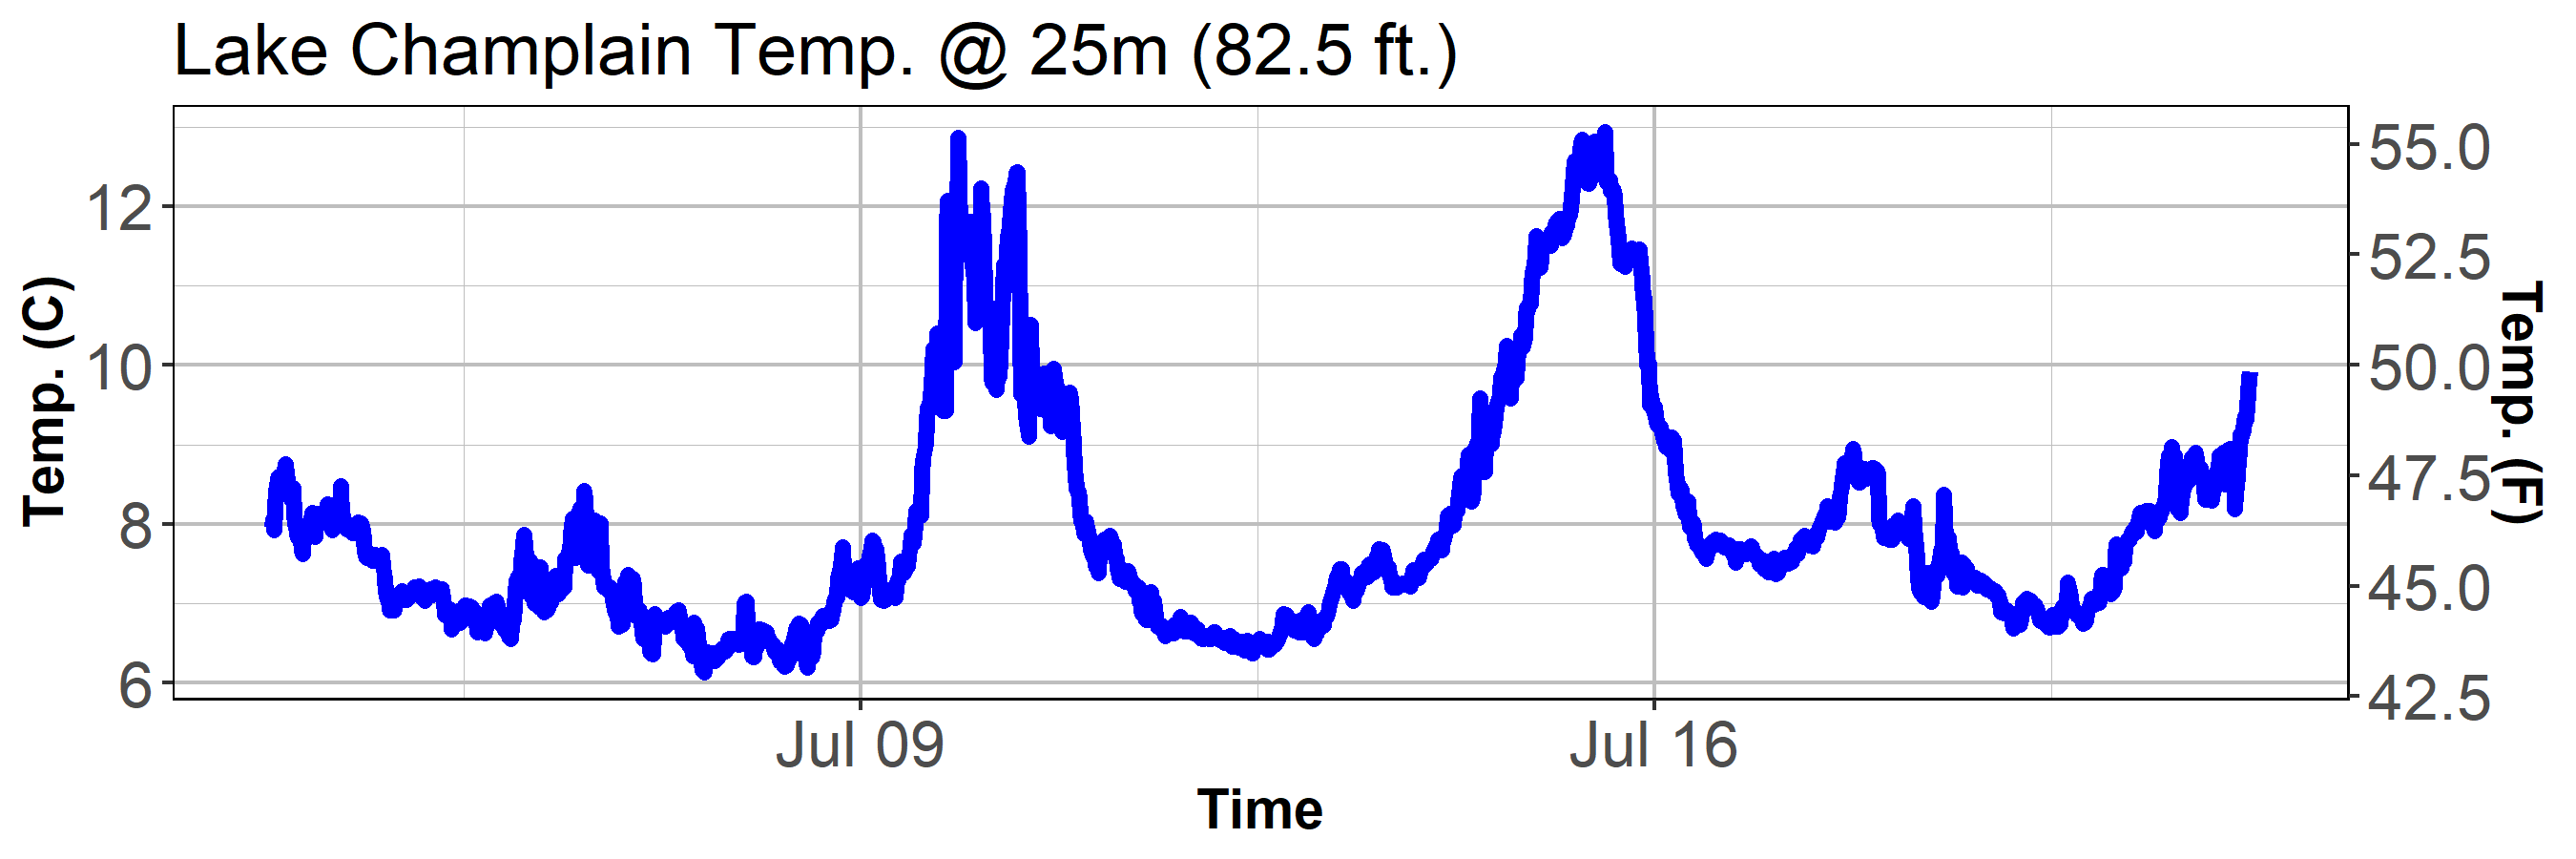 Lake Champlain Temp. @ 25m (82.5 ft.)
Temp. (C)
12
10
8
6
55.0
52.5
50.0
47.5
45.0
42.5
Temp. (F)
Jul 09
Jul 16
Time